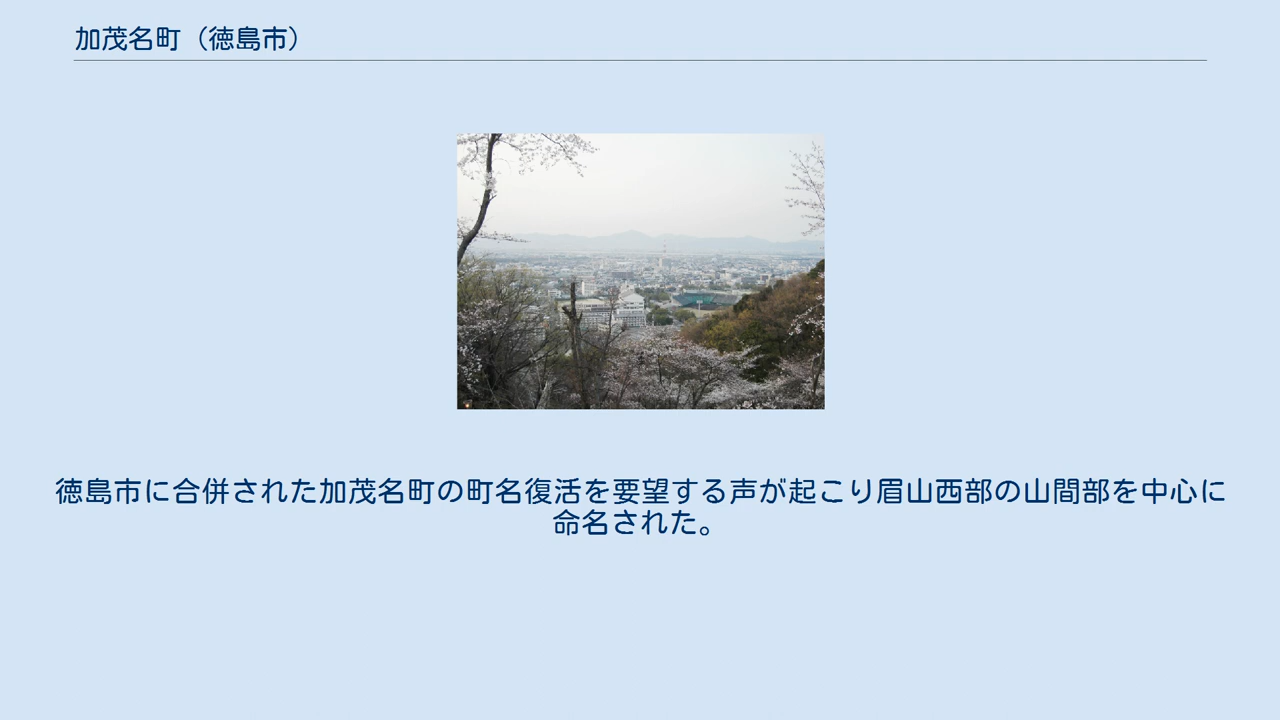 加茂名町（徳島市）
徳島市に合併された加茂名町の町名復活を要望する声が起こり眉山西部の山間部を中心に
命名された。